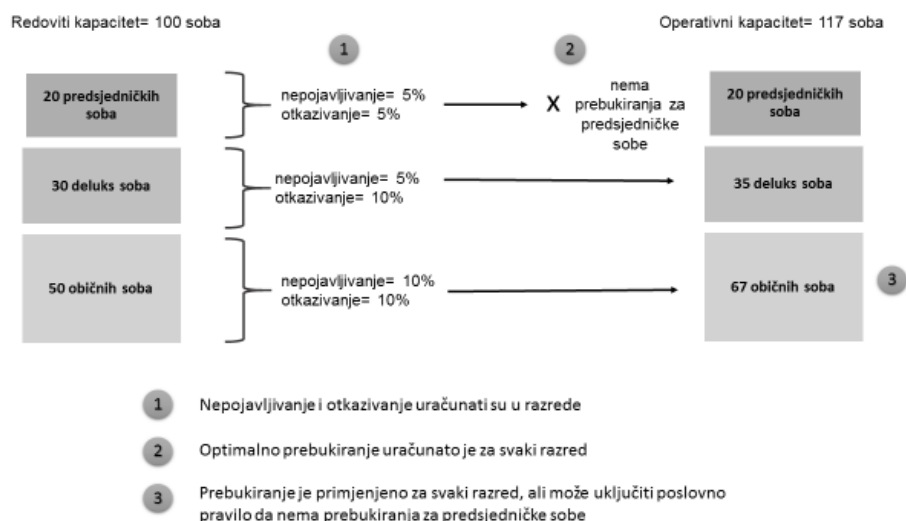 Redoviti kapacitet= 100 soba
Operativni kapacitet= 117 soba
1
2
20 predsjedničkih
soba
nepojavljivanje= 5%
otkazivanje= 5%
X
nema
prebukiranja za
predsjedničke
sobe
20 predsjedničkih
soba
30 deluks soba
nepojavljivanje= 5%
otkazivanje= 10%
35 deluks soba
50 običnih soba
nepojavljivanje= 10%
otkazivanje= 10%
67 običnih soba
3
1 Nepojavljivanje i otkazivanje uračunati su u razrede
2 Optimalno prebukiranje uračunato je za svaki razred
3 Prebukiranje je primjenjeno za svaki razred, ali može uključiti poslovno
pravilo da nema prebukiranja za predsjedničke sobe